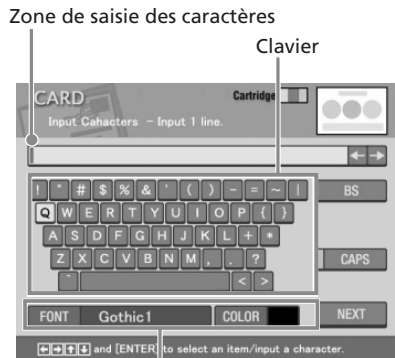 Zone de saisie des caractères
Clavier
CARD
Cartridge
Input Cahacters - Input 1 line.
← →
! " # $ % & ' ( ) - = ~ |
BS
Q W E R T Y U I O P { }
A S D F G H J K L + *
Z X C V B N M , . ?
CAPS
` < >
FONT Gothic1 COLOR
NEXT
←→↑↓ and [ENTER] to select an item/input a character.